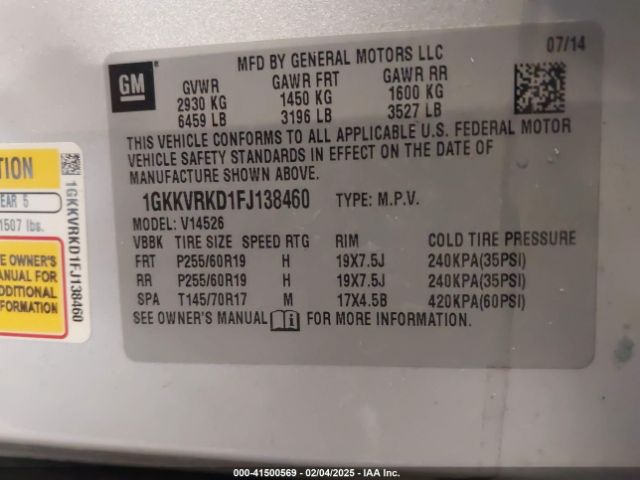 MFD BY GENERAL MOTORS LLC 07/14
GM
GVWR GAWR FRT GAWR RR
2930 KG 1450 KG 1600 KG
6459 LB 3196 LB 3527 LB
THIS VEHICLE CONFORMS TO ALL APPLICABLE U.S. FEDERAL MOTOR
VEHICLE SAFETY STANDARDS IN EFFECT ON THE DATE OF
MANUFACTURE SHOWN ABOVE.
1GKKVRKD1FJ138460 TYPE: M.P.V.
MODEL: V14526
VBBK TIRE SIZE SPEED RTG RIM COLD TIRE PRESSURE
FRT P255/60R19 H 19X7.5J 240KPA(35PSI)
RR P255/60R19 H 19X7.5J 240KPA(35PSI)
SPA T145/70R17 M 17X4.5B 420KPA(60PSI)
SEE OWNER'S MANUAL i FOR MORE INFORMATION.
TION
EAR 5
1507 lbs.
E OWNER'S
ANUAL FOR
DDITIONAL
ORMATION
1GKKVRKD1FJ138460
000-41500569 • 02/04/2025 • IAA Inc.